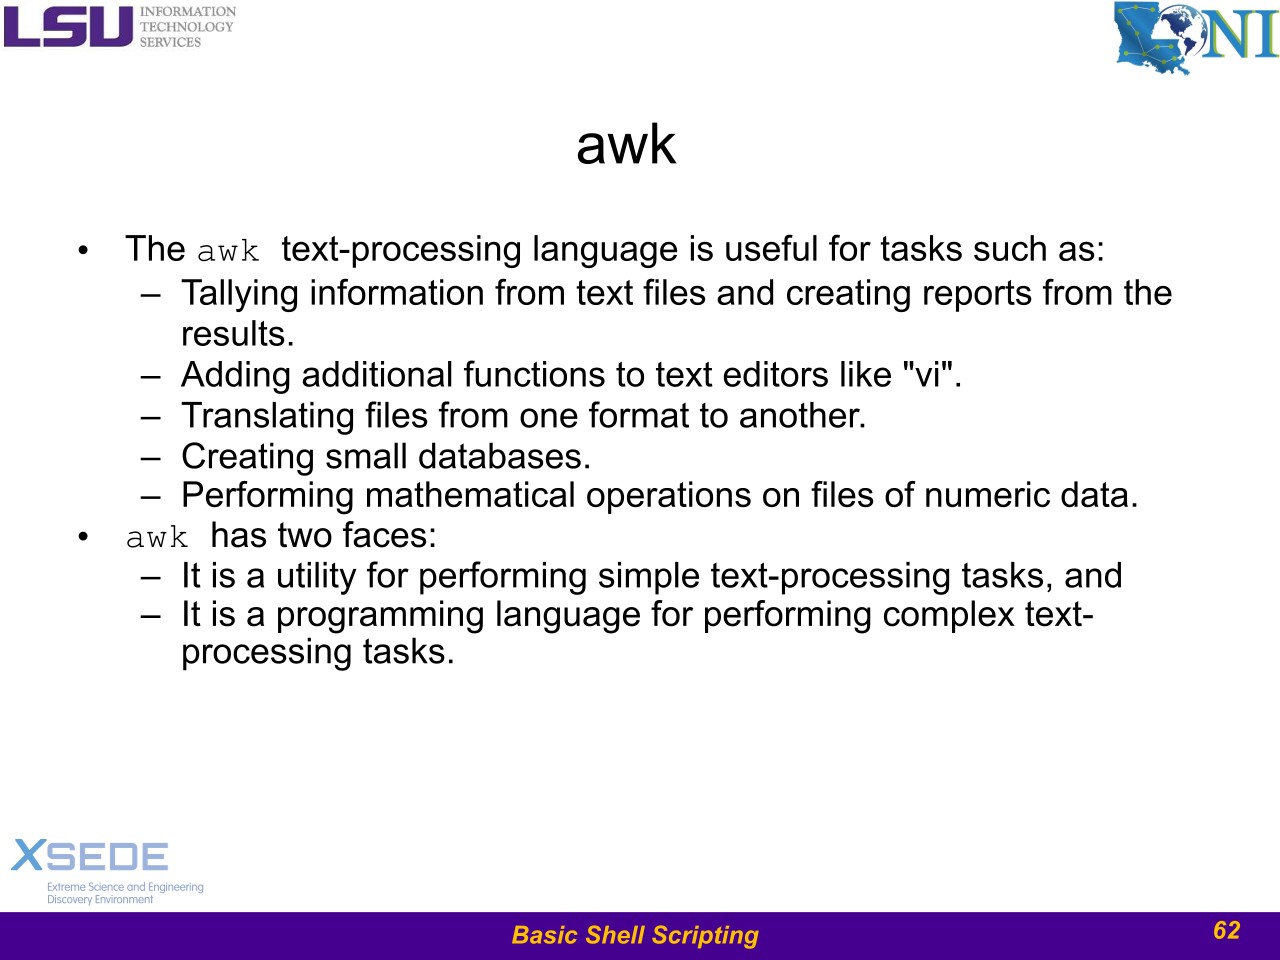 LSU INFORMATION
TECHNOLOGY
SERVICES
LONI
awk
• The awk text-processing language is useful for tasks such as:
– Tallying information from text files and creating reports from the
results.
– Adding additional functions to text editors like "vi".
– Translating files from one format to another.
– Creating small databases.
– Performing mathematical operations on files of numeric data.
• awk has two faces:
– It is a utility for performing simple text-processing tasks, and
– It is a programming language for performing complex text-
processing tasks.
XSEDE
Extreme Science and Engineering
Discovery Environment
Basic Shell Scripting
62